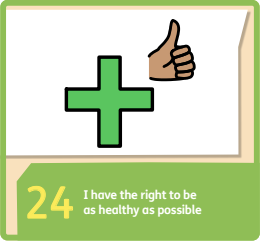 24
I have the right to be
as healthy as possible